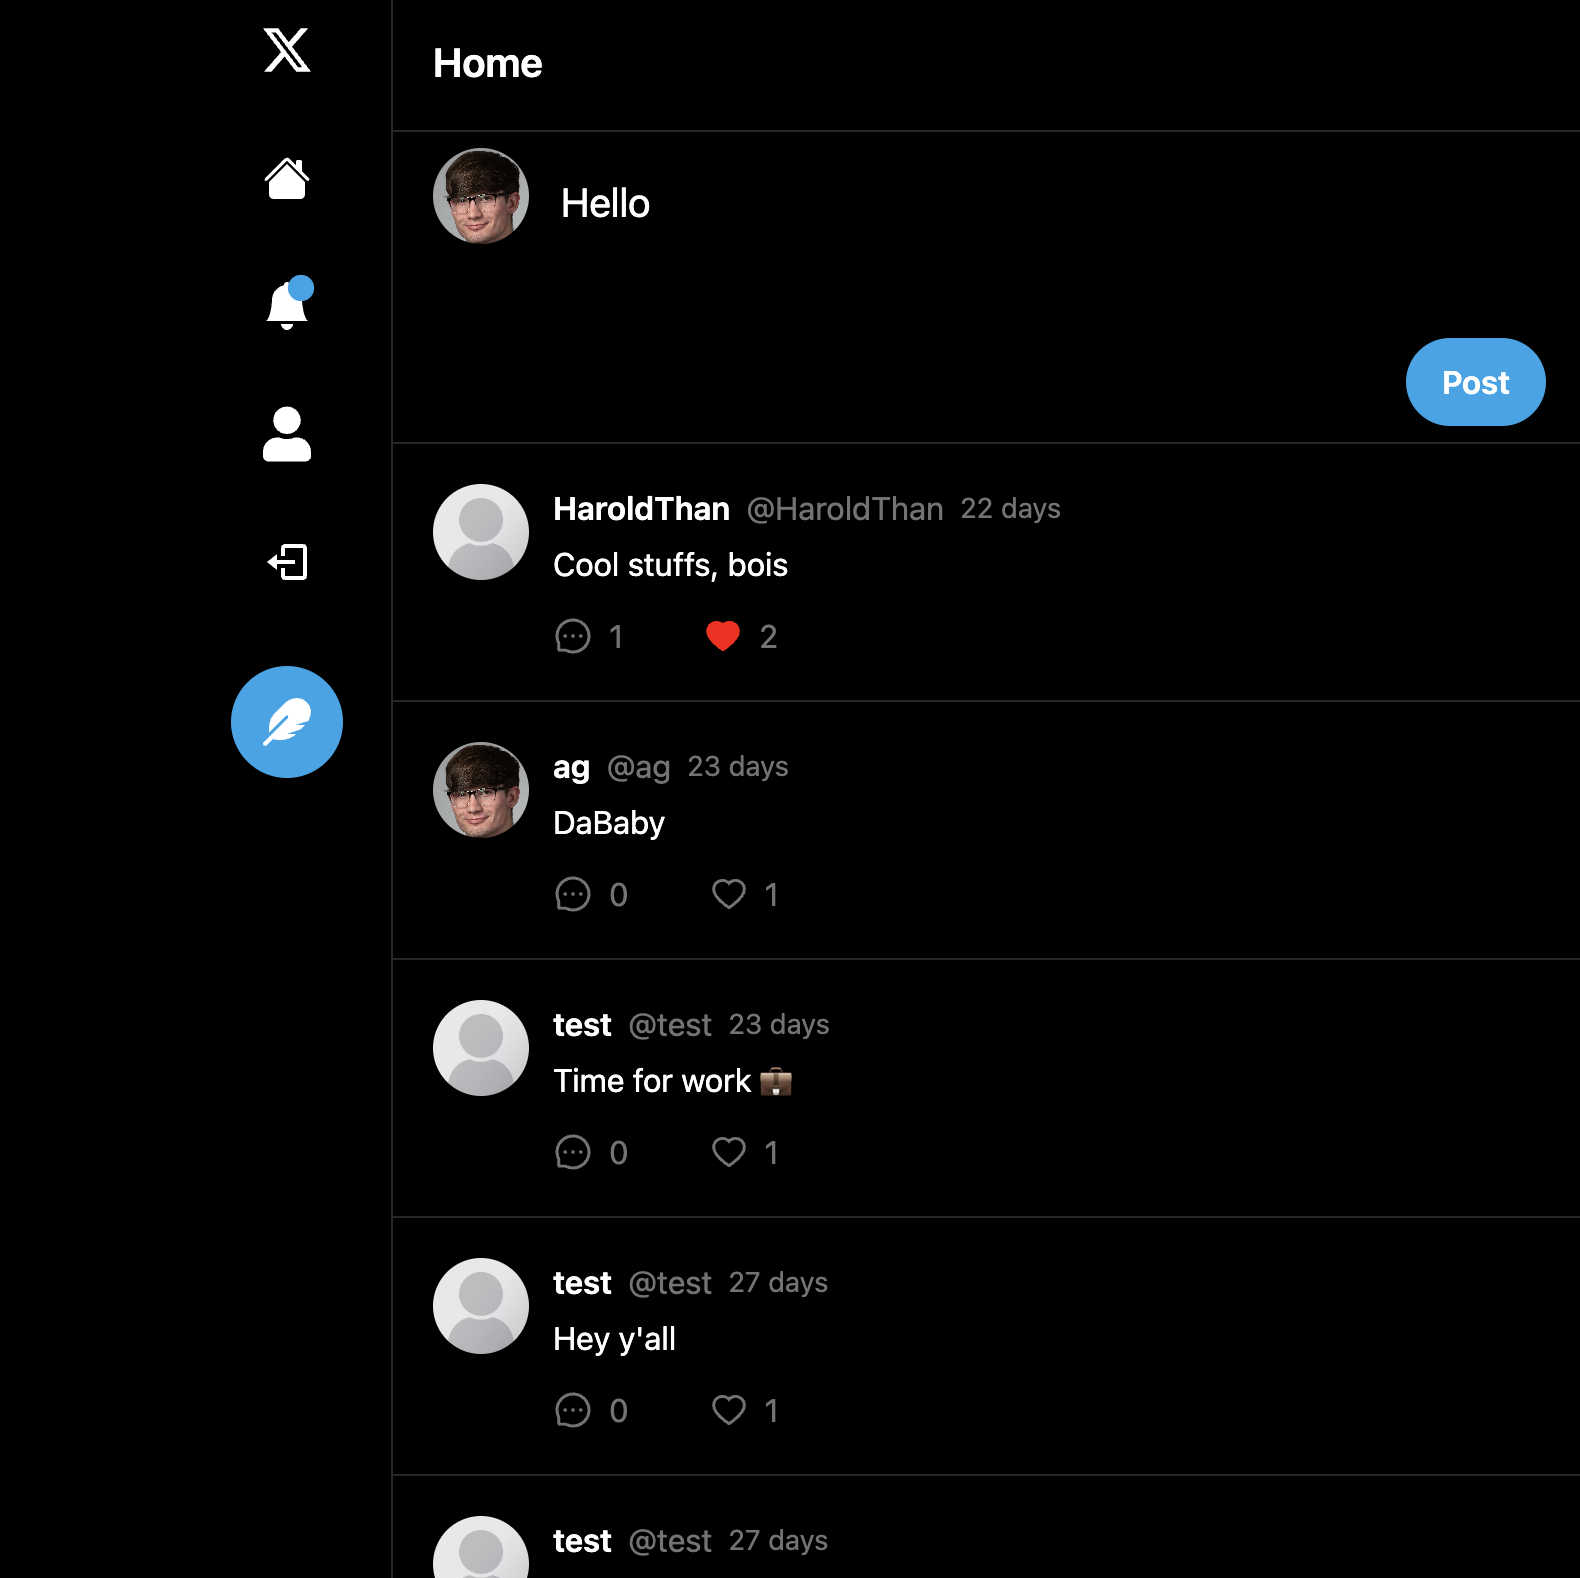 Home
Hello
Post
HaroldThan @HaroldThan 22 days
Cool stuffs, bois
1 2
ag @ag 23 days
DaBaby
0 1
test @test 23 days
Time for work 💼
0 1
test @test 27 days
Hey y'all
0 1
test @test 27 days